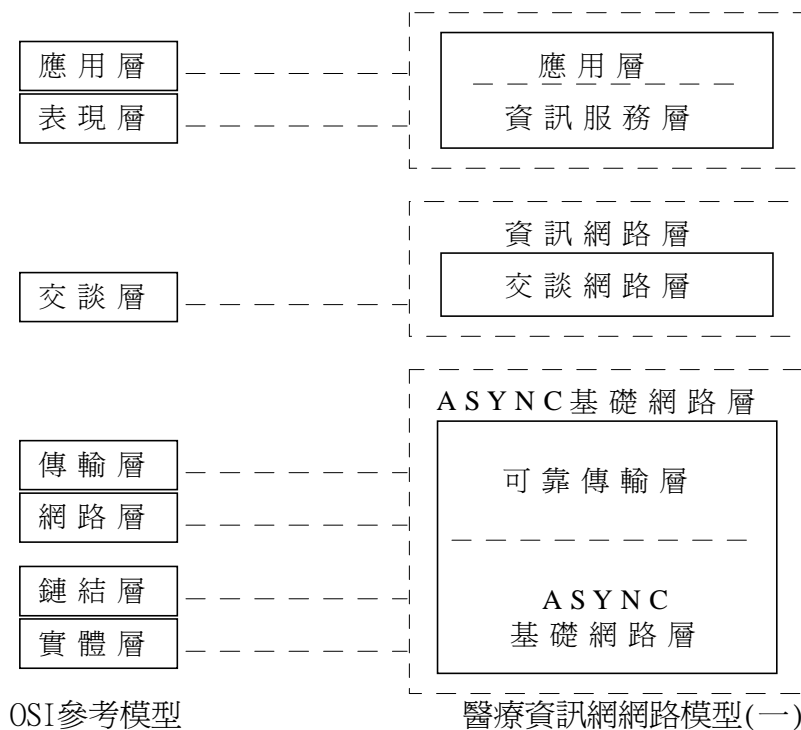 應用層
表現層
交談層
傳輸層
網路層
鏈結層
實體層
OSI參考模型
應用層
資訊服務層
資訊網路層
交談網路層
ASYNC基礎網路層
可靠傳輸層
ASYNC
基礎網路層
醫療資訊網網路模型(一)